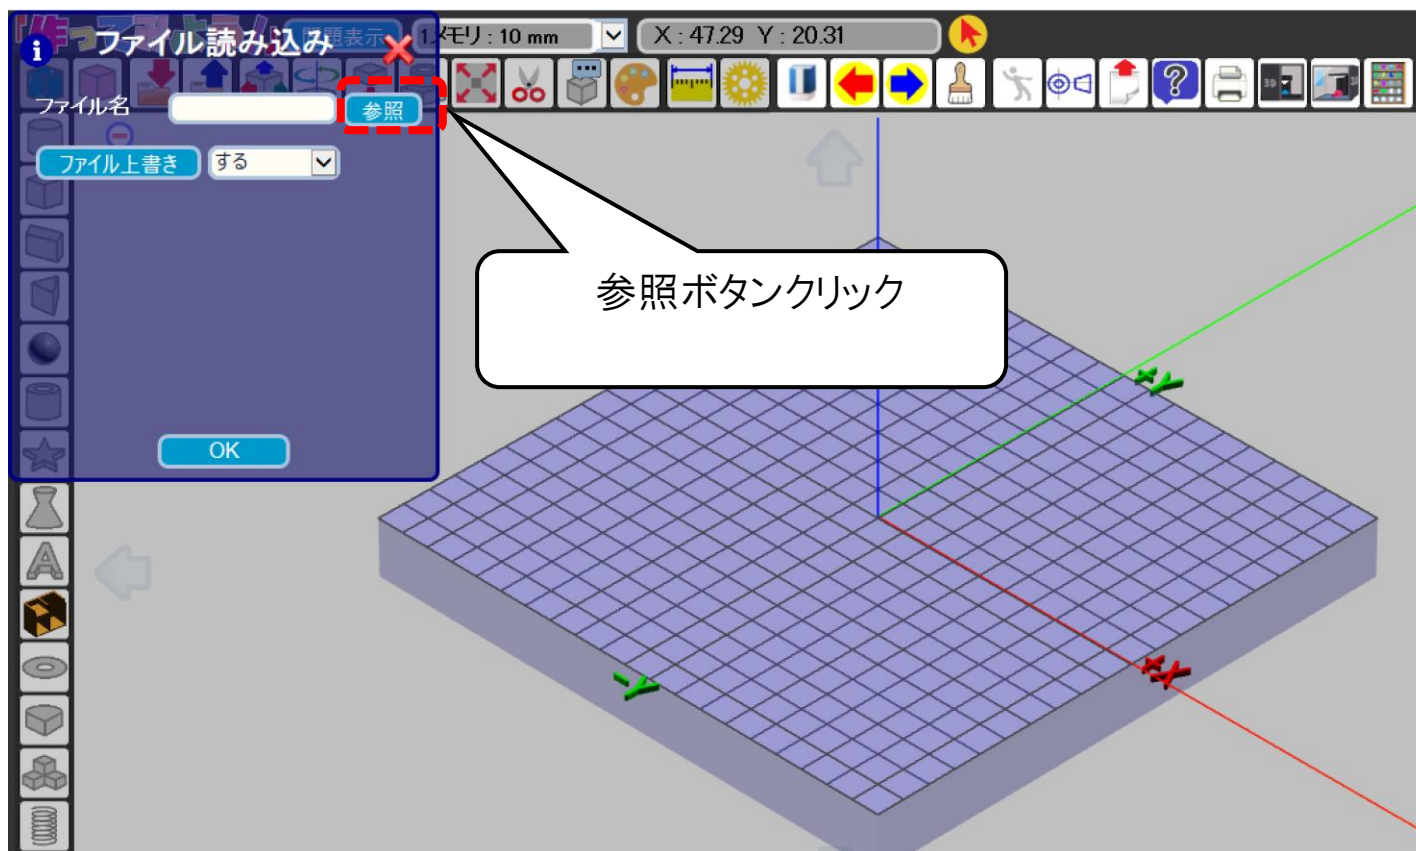 ファイル読み込み
表示
1メモリ : 10 mm
X : 47.29 Y : 20.31
ファイル名
参照
ファイル上書き
する
参照ボタンクリック
OK
+Y
-Y
+X